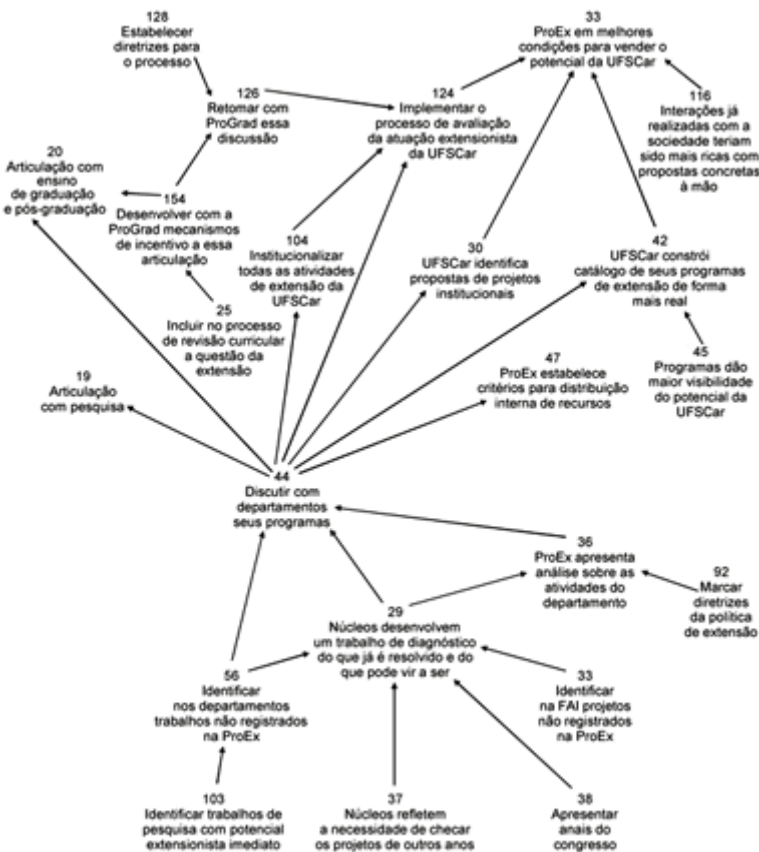 128
Estabelecer
diretrizes para
o processo
33
ProEx em melhores
condições para vender o
potencial da UFSCar
126
Retomar com
ProGrad essa
discussão
124
Implementar o
processo de avaliação
da atuação extensionista
da UFSCar
116
Interações já
realizadas com a
sociedade teriam
sido mais ricas com
propostas concretas
à mão
20
Articulação com
ensino
de graduação
e pós-graduação
154
Desenvolver com a
ProGrad mecanismos
de incentivo a essa
articulação
104
Institucionalizar
todas as atividades
de extensão da
UFSCar
30
UFSCar identifica
propostas de projetos
institucionais
42
UFSCar constrói
catálogo de seus programas
de extensão de forma
mais real
25
Incluir no processo
de revisão curricular
a questão da
extensão
47
ProEx estabelece
critérios para distribuição
interna de recursos
45
Programas dão
maior visibilidade
do potencial da
UFSCar
19
Articulação
com pesquisa
44
Discutir com
departamentos
seus programas
36
ProEx apresenta
análise sobre as
atividades do
departamento
92
Marcar
diretrizes
da política
de extensão
29
Núcleos desenvolvem
um trabalho de diagnóstico
do que já é resolvido e do
que pode vir a ser
56
Identificar
nos departamentos
trabalhos não registrados
na ProEx
33
Identificar
na FAI projetos
não registrados
na ProEx
103
Identificar trabalhos de
pesquisa com potencial
extensionista imediato
37
Núcleos refletem
a necessidade de checar
os projetos de outros anos
38
Apresentar
anais do
congresso